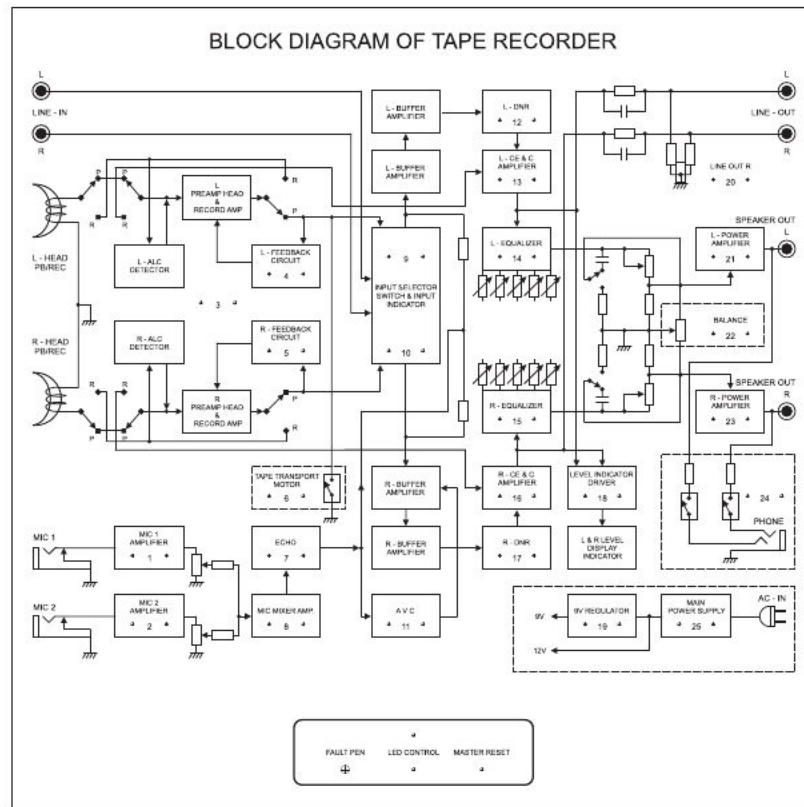 BLOCK DIAGRAM OF TAPE RECORDER
L
LINE - IN
R
L - BUFFER
AMPLIFIER
L - DNR
12
L
LINE - OUT
R
L - BUFFER
AMPLIFIER
L - CE & C
AMPLIFIER
13
LINE OUT R
20
P
P
R
R
L
PREAMP HEAD
&
RECORD AMP
R
P
L - HEAD
PB/REC
L - ALC
DETECTOR
L - FEEDBACK
CIRCUIT
4
3
9
INPUT SELECTOR
SWITCH & INPUT
INDICATOR
10
L - EQUALIZER
14
SPEAKER OUT
L
L - POWER
AMPLIFIER
21
BALANCE
22
R - HEAD
PB/REC
R - ALC
DETECTOR
R - FEEDBACK
CIRCUIT
5
R
R
P
P
R
PREAMP HEAD
&
RECORD AMP
P
R
R - EQUALIZER
15
SPEAKER OUT
R
R - POWER
AMPLIFIER
23
TAPE TRANSPORT
MOTOR
6
R - BUFFER
AMPLIFIER
R - CE & C
AMPLIFIER
16
LEVEL INDICATOR
DRIVER
18
24
PHONE
MIC 1
MIC 1
AMPLIFIER
1
ECHO
7
R - BUFFER
AMPLIFIER
R - DNR
17
L & R LEVEL
DISPLAY
INDICATOR
MIC 2
MIC 2
AMPLIFIER
2
MIC MIXER AMP.
8
A V C
11
9V
12V
9V REGULATOR
19
MAIN
POWER SUPPLY
25
AC - IN
FAULT PEN
LED CONTROL
MASTER RESET